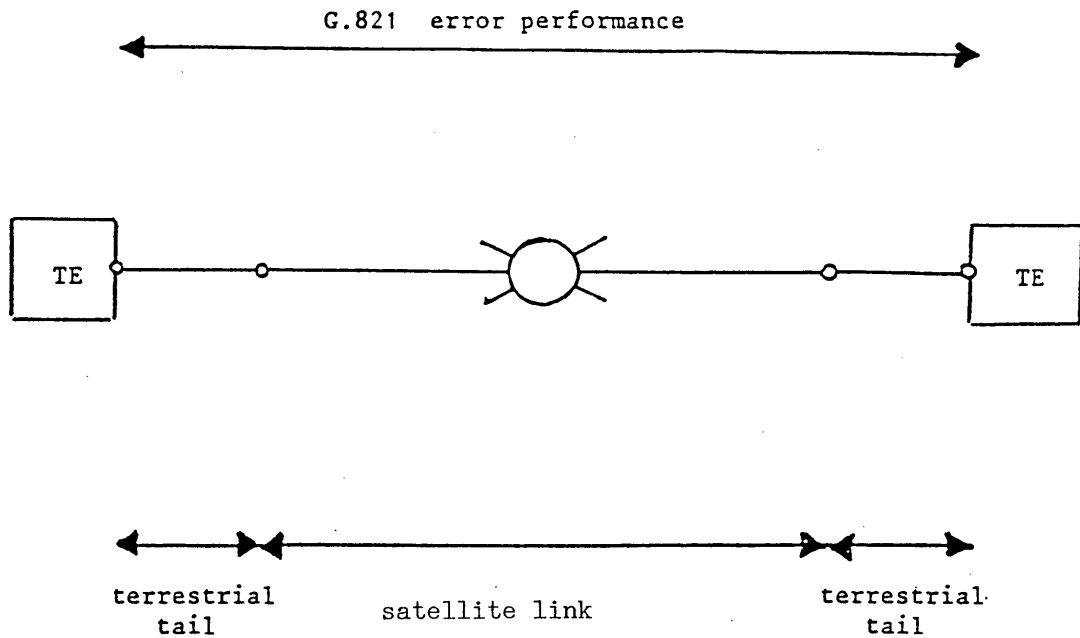 G.821 error performance
TE
TE
terrestrial
tail
satellite link
terrestrial
tail